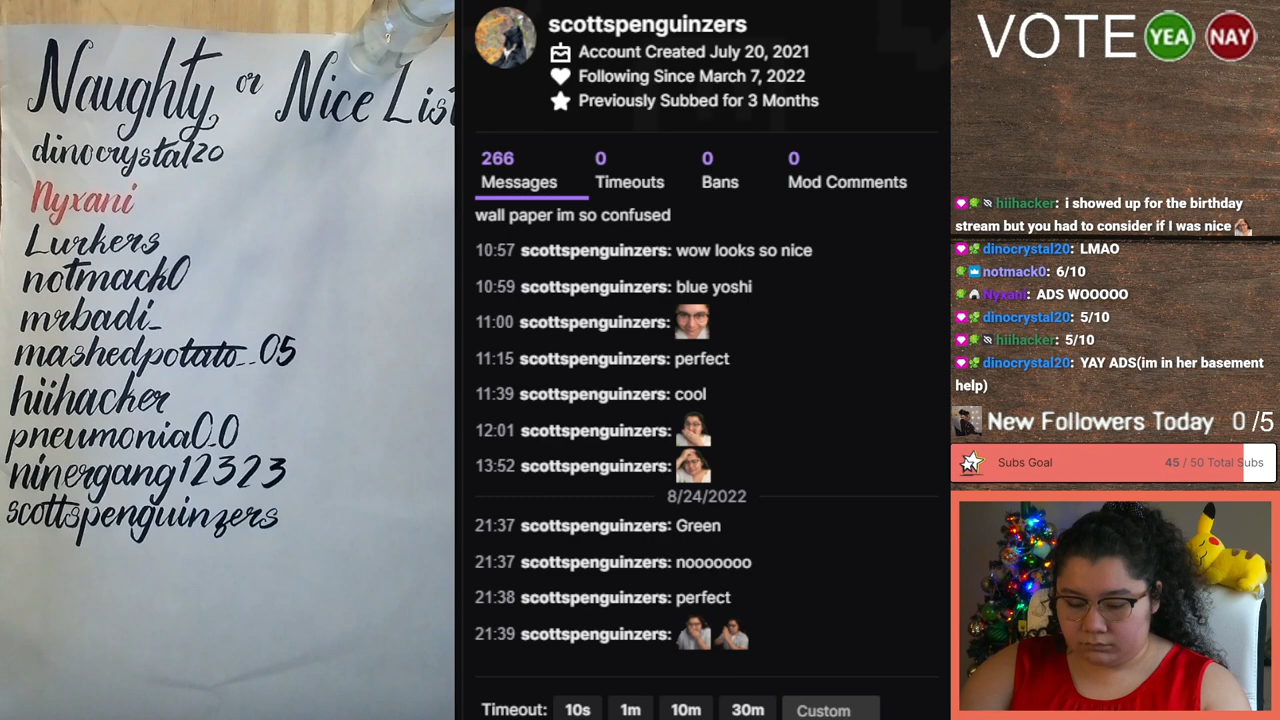 Naughty or Nice List
dinocrystal20
Nyxani
Lurkers
notmack0
mrbadi_
mashedpotato_05
hiihacker
pneumonia0_0
ninergang12323
scottspenguinzers
scottspenguinzers
Account Created July 20, 2021
Following Since March 7, 2022
Previously Subbed for 3 Months
266 0 0 0
Messages Timeouts Bans Mod Comments
wall paper im so confused
10:57 scottspenguinzers: wow looks so nice
10:59 scottspenguinzers: blue yoshi
11:00 scottspenguinzers:
11:15 scottspenguinzers: perfect
11:39 scottspenguinzers: cool
12:01 scottspenguinzers:
13:52 scottspenguinzers:
8/24/2022
21:37 scottspenguinzers: Green
21:37 scottspenguinzers: nooooooo
21:38 scottspenguinzers: perfect
21:39 scottspenguinzers:
Timeout: 10s 1m 10m 30m Custom
VOTE YEA NAY
hiihacker: i showed up for the birthday
stream but you had to consider if I was nice
dinocrystal20: LMAO
notmack0: 6/10
Nyxani: ADS WOOOOO
dinocrystal20: 5/10
hiihacker: 5/10
dinocrystal20: YAY ADS(im in her basement
help)
New Followers Today 0 /5
Subs Goal 45 / 50 Total Subs